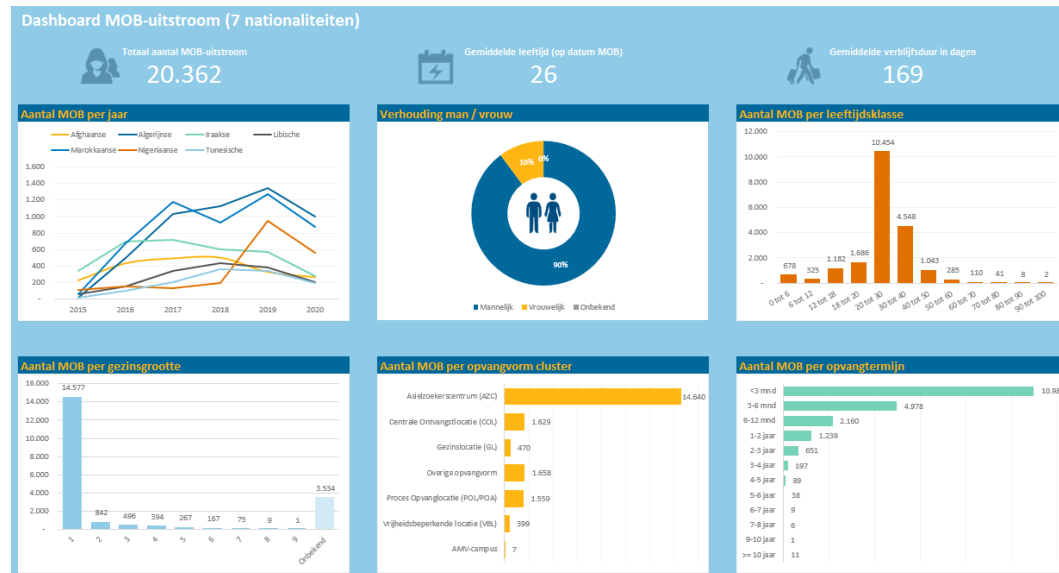 Dashboard MOB-uitstroom (7 nationaliteiten)
Totaal aantal MOB-uitstroom
20.362
Gemiddelde leeftijd (op datum MOB)
26
Gemiddelde verblijfsduur in dagen
169
Aantal MOB per jaar
Afghaanse Algerijnse Iraakse Libische
Marokkaanse Nigeriaanse Tunesische
1.600
1.400
1.200
1.000
800
600
400
200
-
2015 2016 2017 2018 2019 2020
Verhouding man / vrouw
10% 0%
90%
Mannelijk Vrouwelijk Onbekend
Aantal MOB per leeftijdsklasse
12.000
10.000
8.000
6.000
4.000
2.000
-
678 325 1.182 1.686 10.454 4.548 1.043 285 110 41 8 2
0 tot 6 6 tot 12 12 tot 18 18 tot 20 20 tot 30 30 tot 40 40 tot 50 50 tot 60 60 tot 70 70 tot 80 80 tot 90 90 tot 100
Aantal MOB per gezinsgrootte
16.000
14.000
12.000
10.000
8.000
6.000
4.000
2.000
-
14.577 842 496 394 267 167 75 9 1 3.534
1 2 3 4 5 6 7 8 9 Onbekend
Aantal MOB per opvangvorm cluster
Asielzoekerscentrum (AZC) 14.640
Centrale Ontvangstlocatie (COL) 1.629
Gezinslocatie (GL) 470
Overige opvangvorm 1.658
Proces Opvanglocatie (POL/POA) 1.559
Vrijheidsbeperkende locatie (VBL) 399
AMV-campus 7
Aantal MOB per opvangtermijn
<3 mnd 10.98
3-6 mnd 4.978
6-12 mnd 2.160
1-2 jaar 1.239
2-3 jaar 651
3-4 jaar 197
4-5 jaar 89
5-6 jaar 38
6-7 jaar 9
7-8 jaar 6
9-10 jaar 1
>= 10 jaar 11